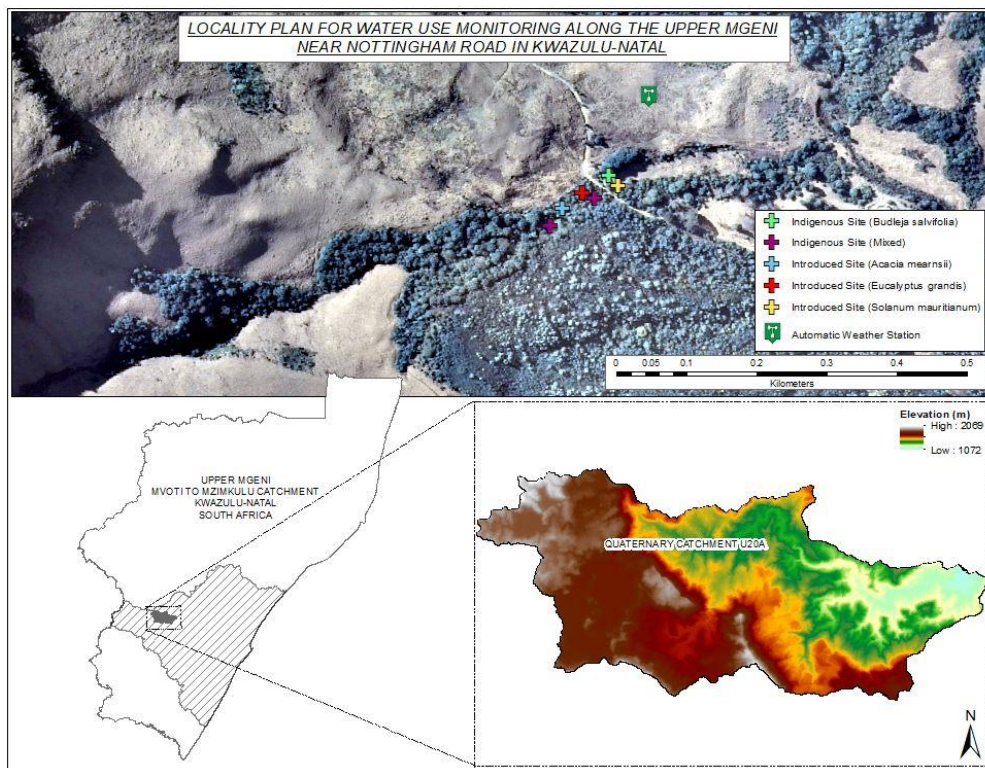 LOCALITY PLAN FOR WATER USE MONITORING ALONG THE UPPER MGENI
NEAR NOTTINGHAM ROAD IN KWAZULU-NATAL
Indigenous Site (Budleja salvifolia)
Indigenous Site (Mixed)
Introduced Site (Acacia mearnsii)
Introduced Site (Eucalyptus grandis)
Introduced Site (Solanum mauritianum)
Automatic Weather Station
0 0.05 0.1 0.2 0.3 0.4 0.5
Kilometers
UPPER MGENI
MVOTI TO MZIMKULU CATCHMENT
KWAZULU-NATAL
SOUTH AFRICA
Elevation (m)
High : 2069
Low : 1072
QUATERNARY CATCHMENT U20A
N